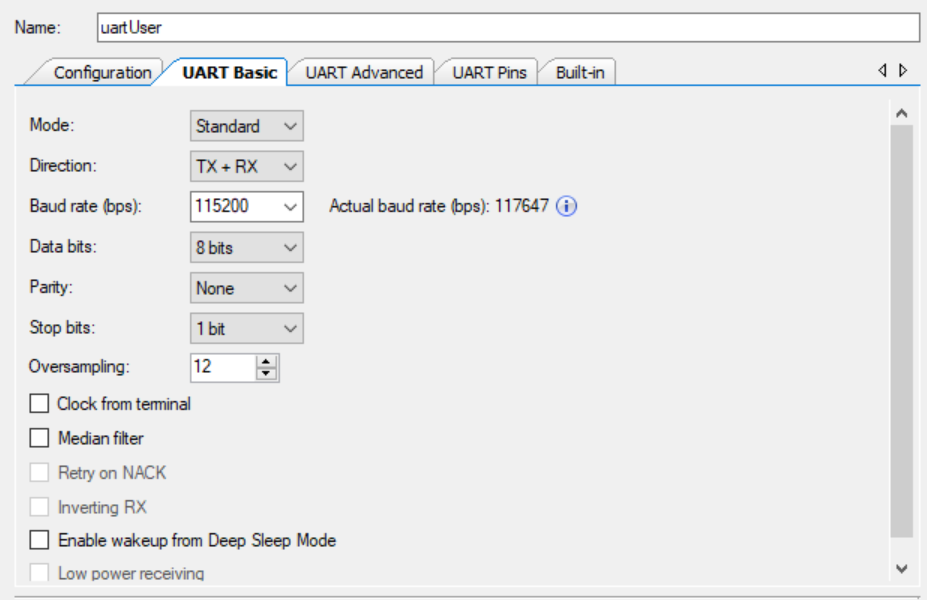 Name: uartUser
Configuration UART Basic UART Advanced UART Pins Built-in
Mode: Standard
Direction: TX + RX
Baud rate (bps): 115200 Actual baud rate (bps): 117647
Data bits: 8 bits
Parity: None
Stop bits: 1 bit
Oversampling: 12
Clock from terminal
Median filter
Retry on NACK
Inverting RX
Enable wakeup from Deep Sleep Mode
Low power receiving